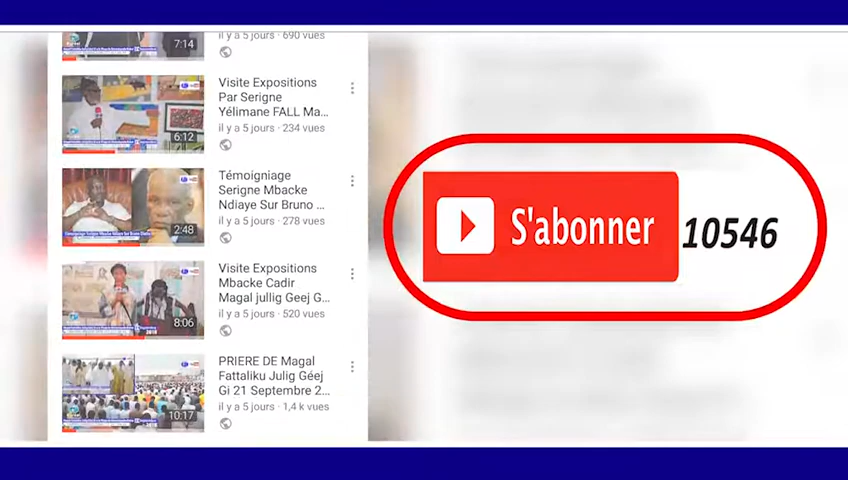 7:14
il y a 5 jours · 690 vues
Visite Expositions
Par Serigne
Yélimane FALL Ma...
il y a 5 jours · 234 vues
6:12
Témoigniage
Serigne Mbacke
Ndiaye Sur Bruno ...
il y a 5 jours · 278 vues
2:48
Visite Expositions
Mbacke Cadir
Magal jullig Geej G...
il y a 5 jours · 520 vues
8:06
PRIERE DE Magal
Fattaliku Julig Géej
Gi 21 Septembre 2...
il y a 5 jours · 1,4 k vues
10:17
S'abonner
10546